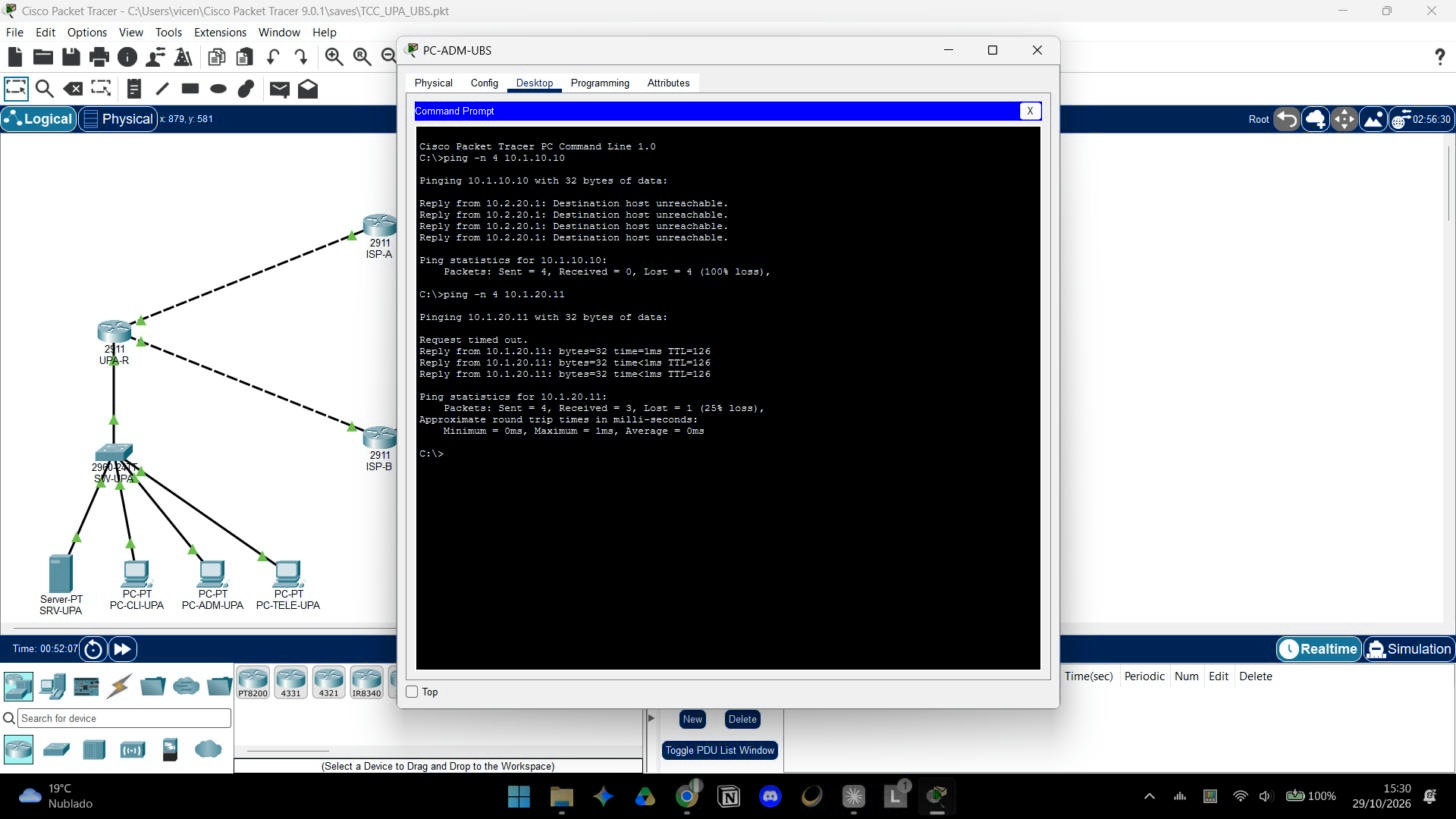 Cisco Packet Tracer - C:\Users\vicen\Cisco Packet Tracer 9.0.1\saves\TCC_UPA_UBS.pkt
File Edit Options View Tools Extensions Window Help
Logical Physical x: 879, y: 581
Root 02:56:30
2911
ISP-A
2911
UPA-R
2911
ISP-B
2960-24TT
SW-UPA
Server-PT
SRV-UPA
PC-PT
PC-CLI-UPA
PC-PT
PC-ADM-UPA
PC-PT
PC-TELE-UPA
PC-ADM-UBS
Physical Config Desktop Programming Attributes
Command Prompt X
Cisco Packet Tracer PC Command Line 1.0
C:\>ping -n 4 10.1.10.10
Pinging 10.1.10.10 with 32 bytes of data:
Reply from 10.2.20.1: Destination host unreachable.
Reply from 10.2.20.1: Destination host unreachable.
Reply from 10.2.20.1: Destination host unreachable.
Reply from 10.2.20.1: Destination host unreachable.
Ping statistics for 10.1.10.10:
Packets: Sent = 4, Received = 0, Lost = 4 (100% loss),
C:\>ping -n 4 10.1.20.11
Pinging 10.1.20.11 with 32 bytes of data:
Request timed out.
Reply from 10.1.20.11: bytes=32 time=1ms TTL=126
Reply from 10.1.20.11: bytes=32 time<1ms TTL=126
Reply from 10.1.20.11: bytes=32 time<1ms TTL=126
Ping statistics for 10.1.20.11:
Packets: Sent = 4, Received = 3, Lost = 1 (25% loss),
Approximate round trip times in milli-seconds:
Minimum = 0ms, Maximum = 1ms, Average = 0ms
C:\>
Top
Time: 00:52:07
Realtime Simulation
PT8200 4331 4321 IR8340
Search for device
(Select a Device to Drag and Drop to the Workspace)
New Delete
Toggle PDU List Window
Time(sec) Periodic Num Edit Delete
19°C
Nublado
L 1
100%
15:30
29/10/2026